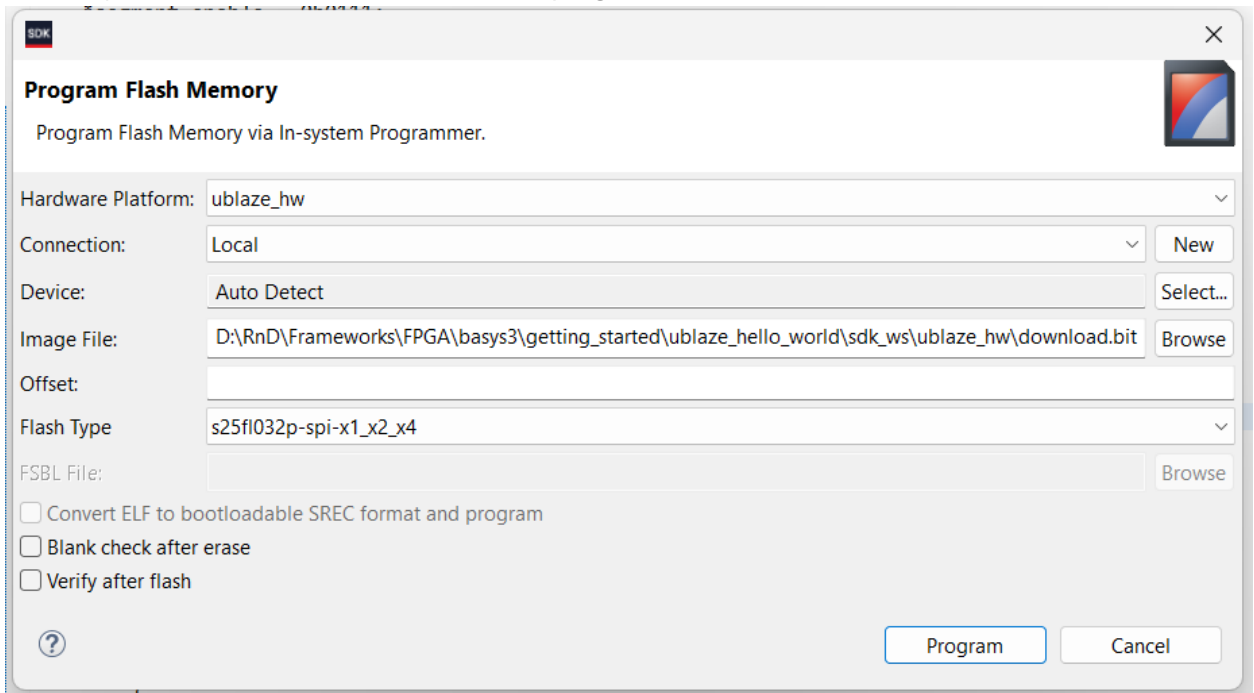 SDK
Program Flash Memory
Program Flash Memory via In-system Programmer.
Hardware Platform: ublaze_hw
Connection: Local New
Device: Auto Detect Select...
Image File: D:\RnD\Frameworks\FPGA\basys3\getting_started\ublaze_hello_world\sdk_ws\ublaze_hw\download.bit Browse
Offset:
Flash Type s25fl032p-spi-x1_x2_x4
FSBL File: Browse
Convert ELF to bootloadable SREC format and program
Blank check after erase
Verify after flash
? Program Cancel